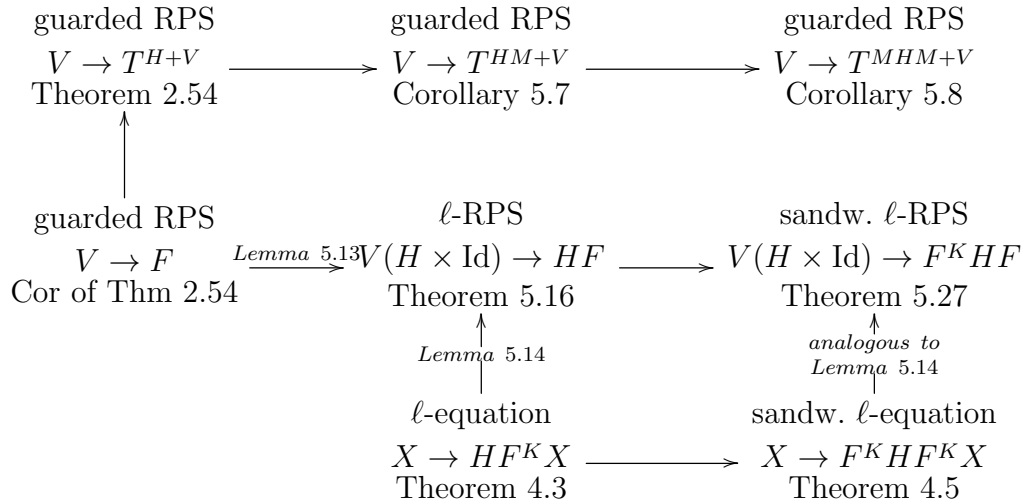 guarded RPS guarded RPS guarded RPS
V → T^{H+V} V → T^{HM+V} V → T^{MHM+V}
Theorem 2.54 Corollary 5.7 Corollary 5.8
guarded RPS ℓ-RPS sandw. ℓ-RPS
V → F Lemma 5.13 V(H × Id) → HF V(H × Id) → F^K HF
Cor of Thm 2.54 Theorem 5.16 Theorem 5.27
Lemma 5.14 analogous to
Lemma 5.14
ℓ-equation sandw. ℓ-equation
X → HF^K X X → F^K HF^K X
Theorem 4.3 Theorem 4.5